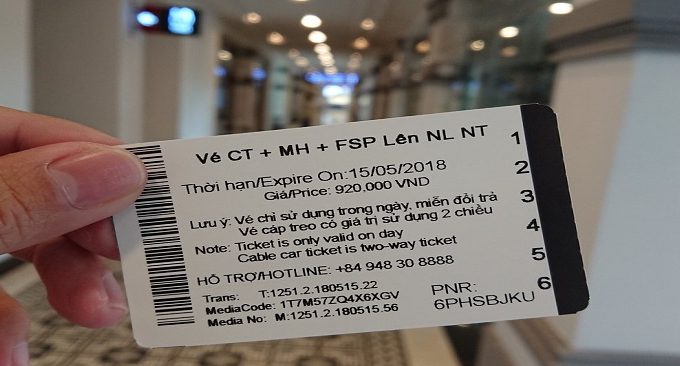 Vé CT + MH + FSP Lên NL NT
Thời hạn/Expire On:15/05/2018
Giá/Price: 920,000 VND
Lưu ý: Vé chỉ sử dụng trong ngày, miễn đổi trả
Vé cáp treo có giá trị sử dụng 2 chiều
Note: Ticket is only valid on day
Cable car ticket is two-way ticket
HỖ TRỢ/HOTLINE: +84 948 30 8888
Trans: T:1251.2.180515.22
MediaCode: 1T7M57ZQ4X6XGV
Media No: M:1251.2.180515.56
PNR:
6PHSBJKU
1
2
3
4
5
6